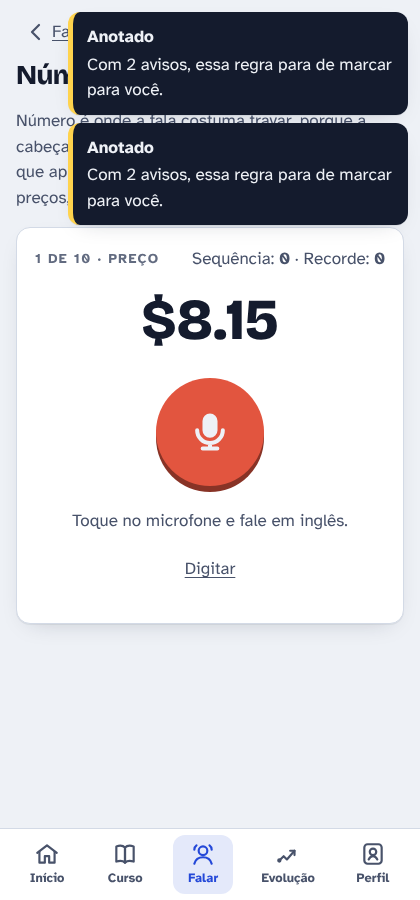 Anotado
Com 2 avisos, essa regra para de marcar
para você.
Anotado
Com 2 avisos, essa regra para de marcar
para você.
Número é onde a fala costuma travar, porque a
1 DE 10 · PREÇO
Sequência: 0 · Recorde: 0
$8.15
Toque no microfone e fale em inglês.
Digitar
Início
Curso
Falar
Evolução
Perfil